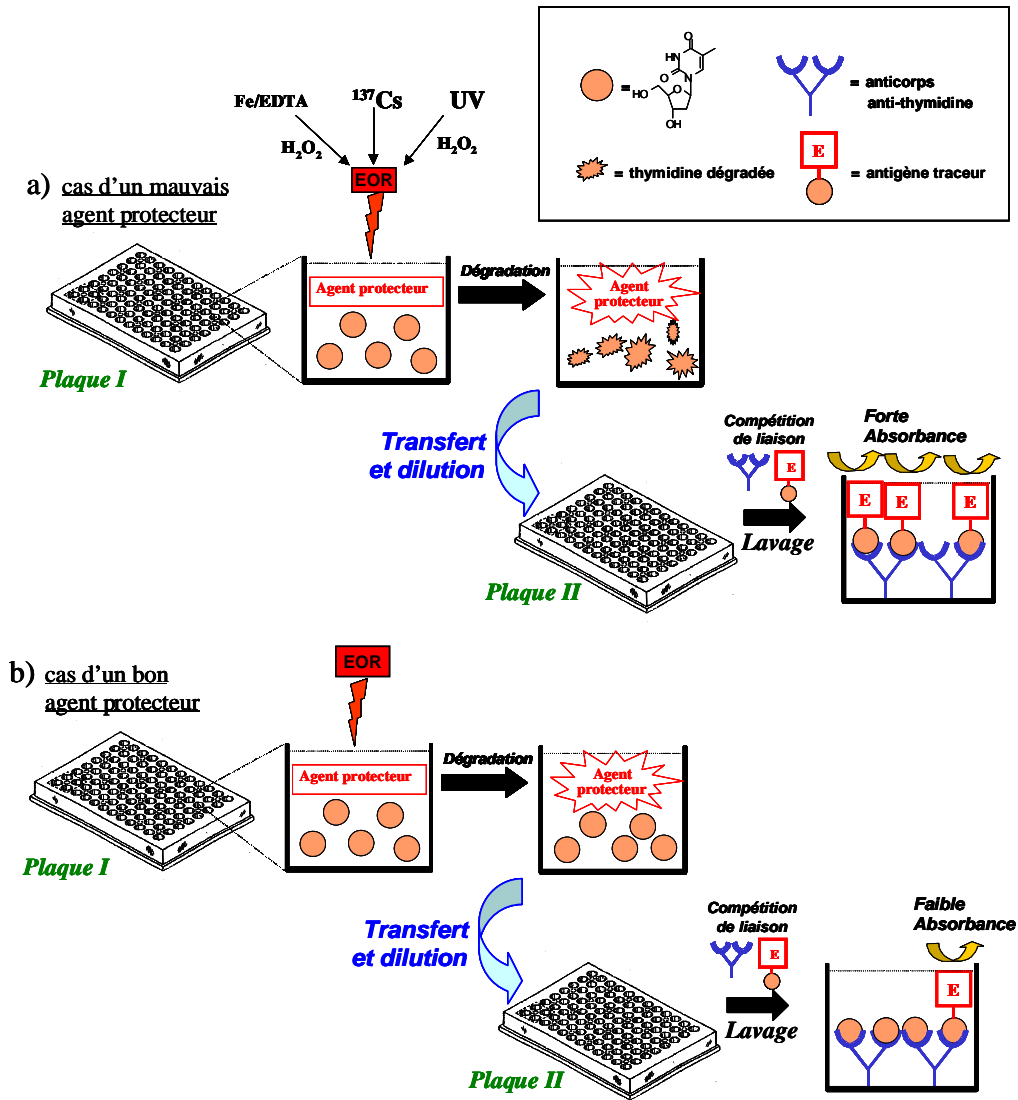 Fe/EDTA
137Cs
UV
H2O2
H2O2
EOR
a) cas d'un mauvais
agent protecteur
O
HN
O
N
HO
O
OH
=
= anticorps
anti-thymidine
= thymidine dégradée
E
= antigène traceur
Agent protecteur
Dégradation
Agent
protecteur
Plaque I
Transfert
et dilution
Compétition
de liaison
E
Lavage
Forte
Absorbance
E
E
E
Plaque II
b) cas d'un bon
agent protecteur
EOR
Agent protecteur
Dégradation
Agent
protecteur
Plaque I
Transfert
et dilution
Compétition
de liaison
E
Lavage
Faible
Absorbance
E
Plaque II